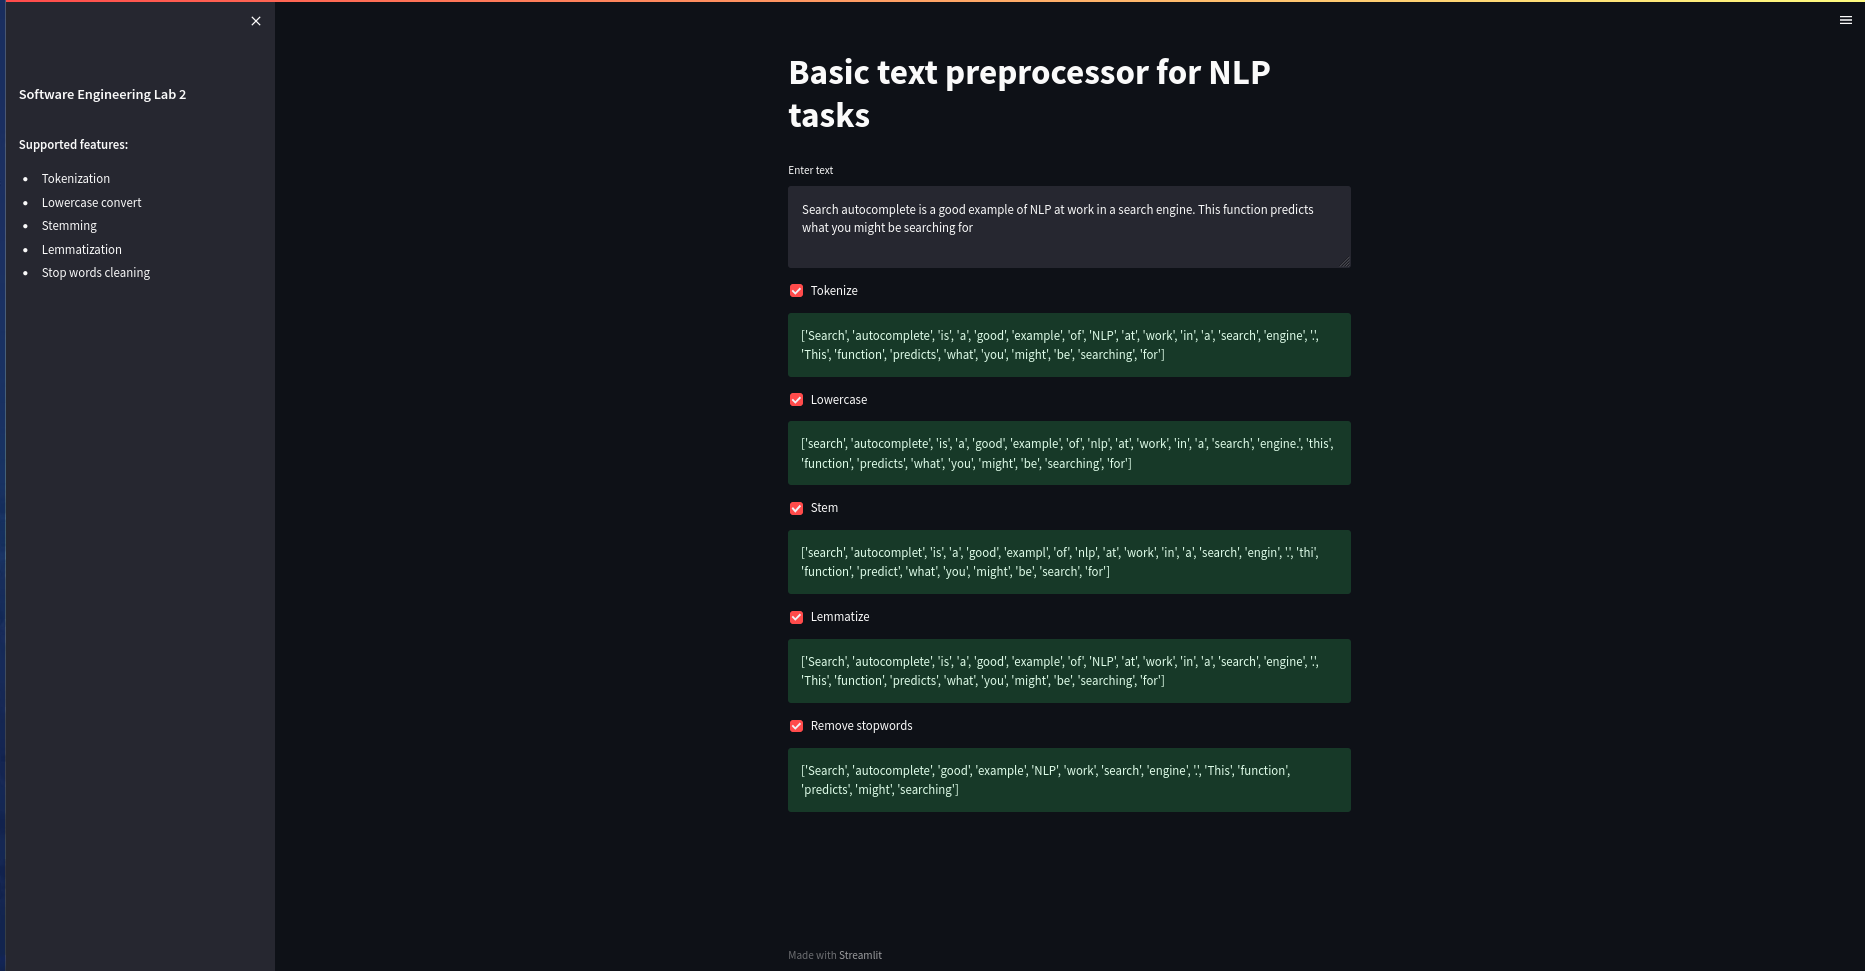 Software Engineering Lab 2
Supported features:
Tokenization
Lowercase convert
Stemming
Lemmatization
Stop words cleaning
Basic text preprocessor for NLP
tasks
Enter text
Search autocomplete is a good example of NLP at work in a search engine. This function predicts
what you might be searching for
Tokenize
['Search', 'autocomplete', 'is', 'a', 'good', 'example', 'of', 'NLP', 'at', 'work', 'in', 'a', 'search', 'engine', '.',
'This', 'function', 'predicts', 'what', 'you', 'might', 'be', 'searching', 'for']
Lowercase
['search', 'autocomplete', 'is', 'a', 'good', 'example', 'of', 'nlp', 'at', 'work', 'in', 'a', 'search', 'engine.', 'this',
'function', 'predicts', 'what', 'you', 'might', 'be', 'searching', 'for']
Stem
['search', 'autocomplet', 'is', 'a', 'good', 'exampl', 'of', 'nlp', 'at', 'work', 'in', 'a', 'search', 'engin', '.', 'thi',
'function', 'predict', 'what', 'you', 'might', 'be', 'search', 'for']
Lemmatize
['Search', 'autocomplete', 'is', 'a', 'good', 'example', 'of', 'NLP', 'at', 'work', 'in', 'a', 'search', 'engine', '.',
'This', 'function', 'predicts', 'what', 'you', 'might', 'be', 'searching', 'for']
Remove stopwords
['Search', 'autocomplete', 'good', 'example', 'NLP', 'work', 'search', 'engine', '.', 'This', 'function',
'predicts', 'might', 'searching']
Made with Streamlit